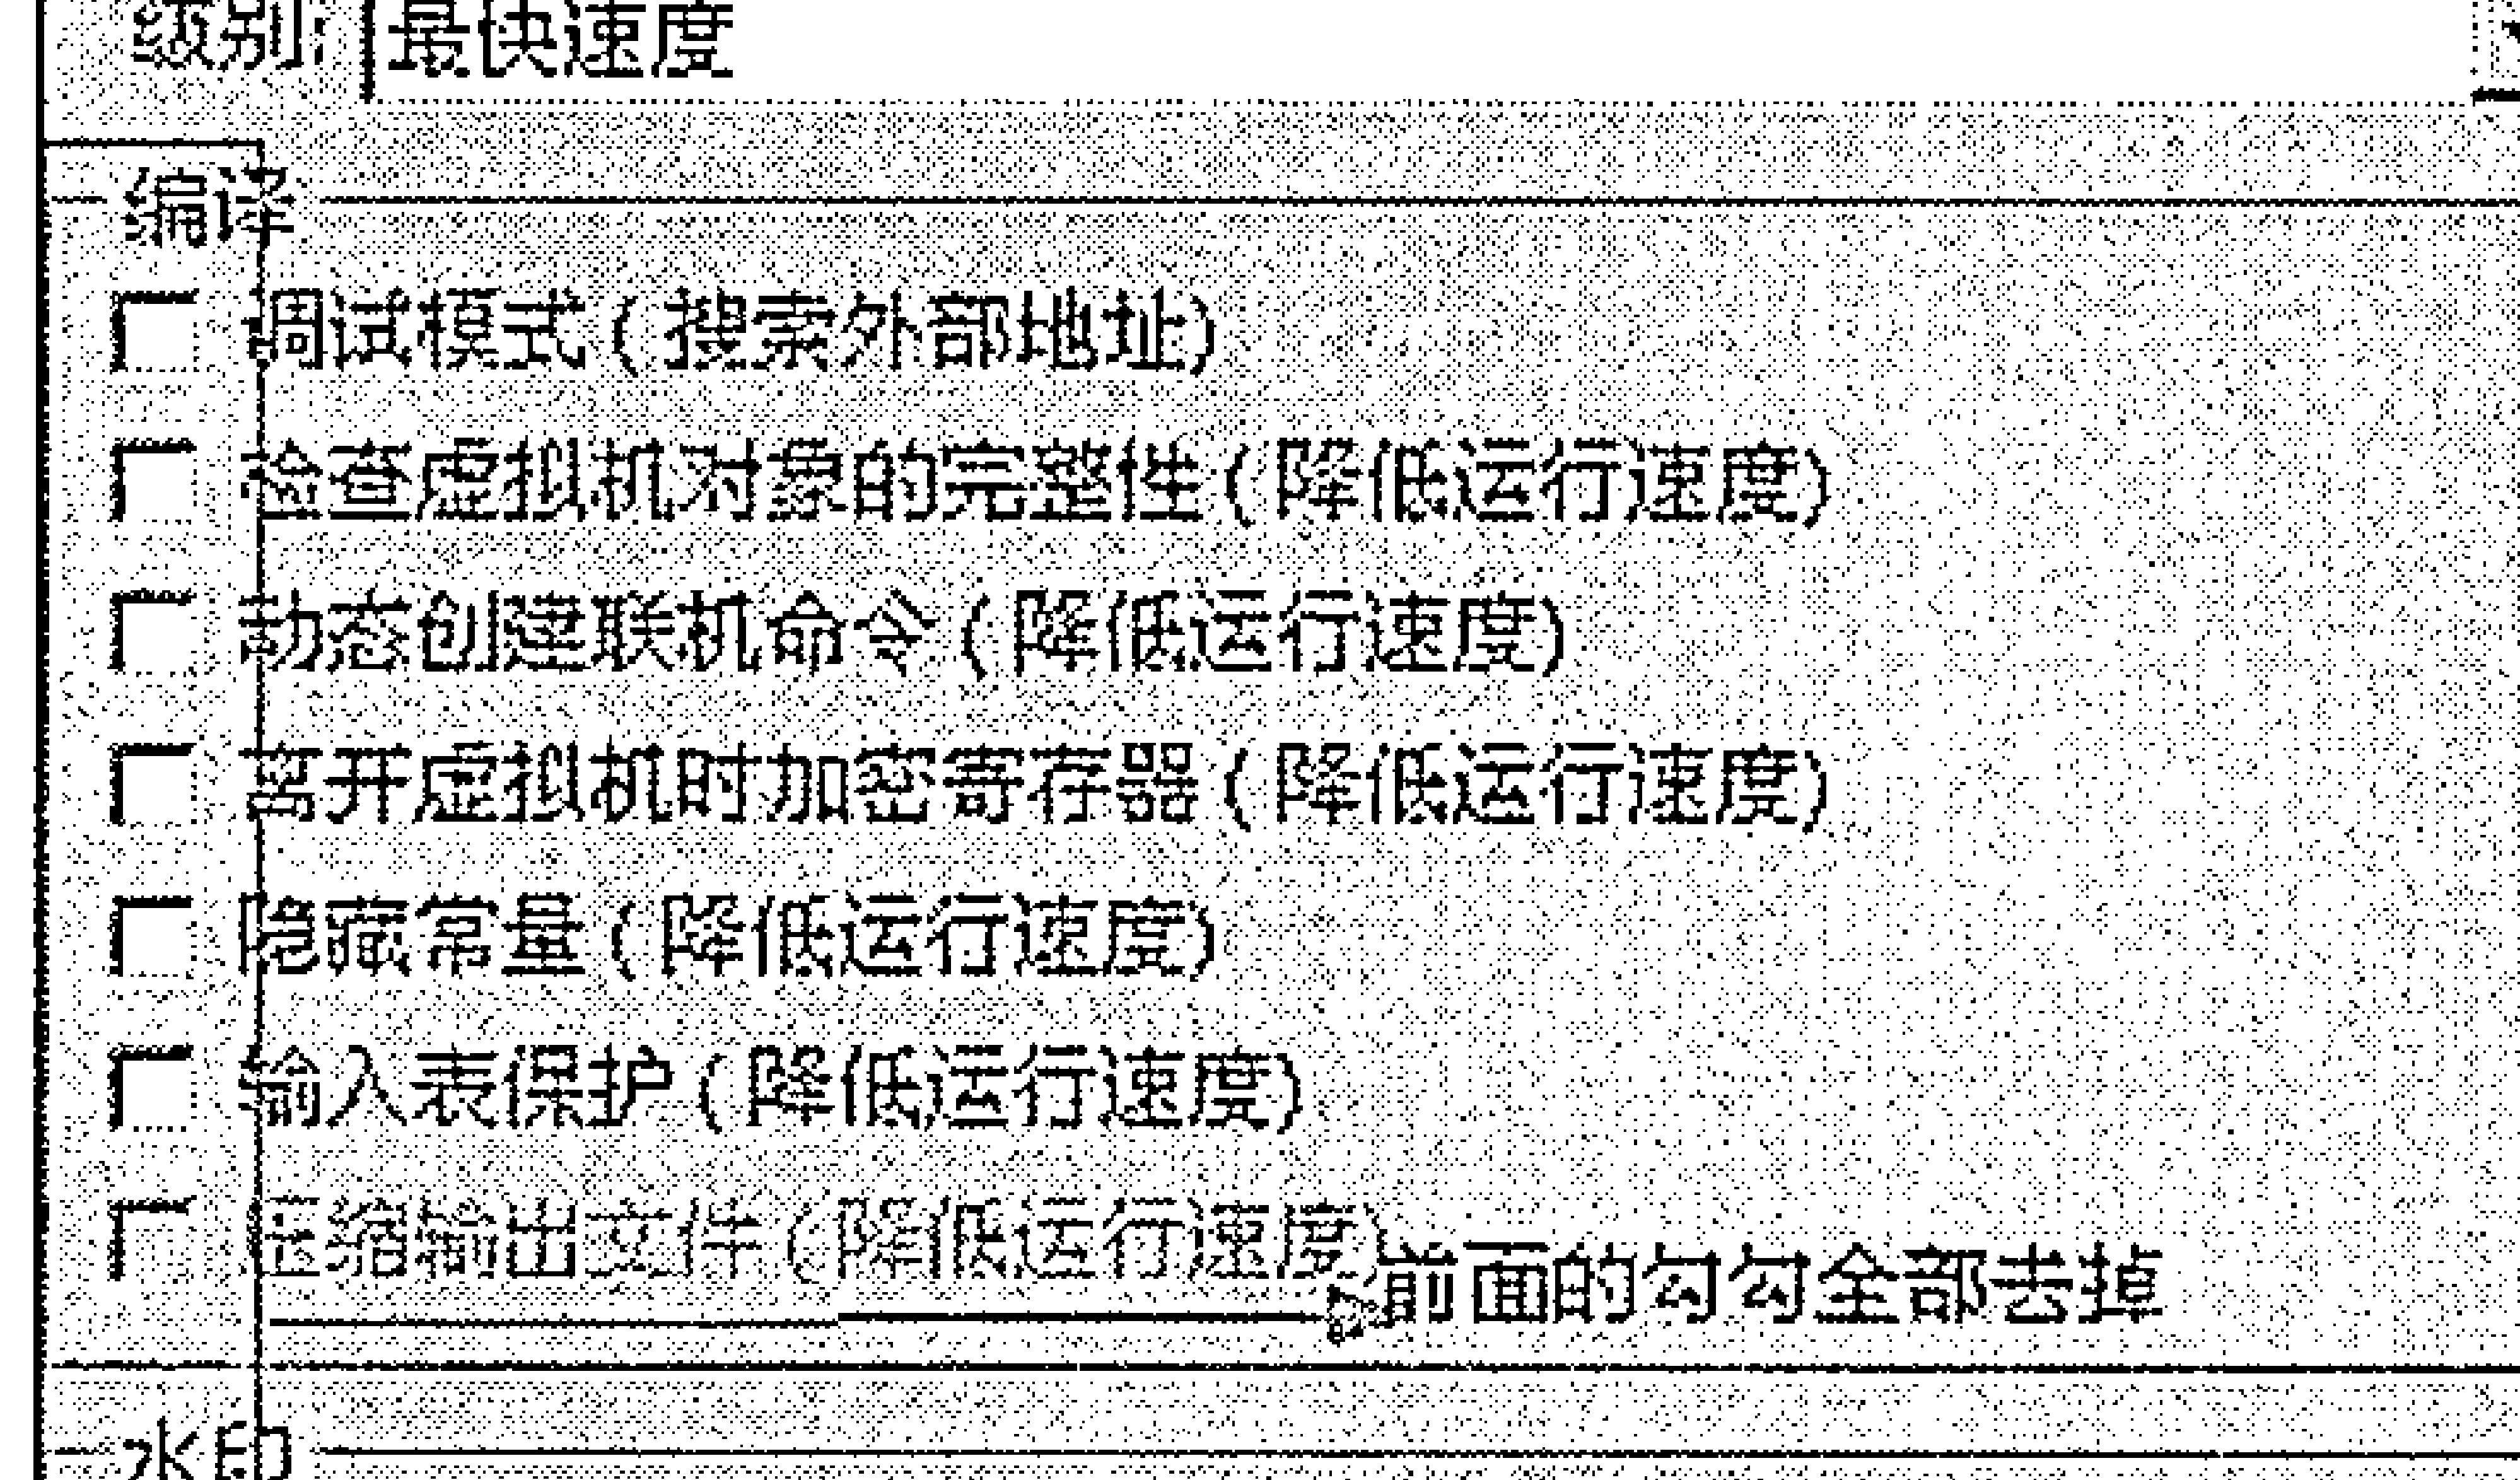 级别: 最快速度
编译
调试模式(搜索外部地址)
检查虚拟机对象的完整性(降低运行速度)
动态创建联机命令(降低运行速度)
离开虚拟机时加密寄存器(降低运行速度)
隐藏常量(降低运行速度)
输入表保护(降低运行速度)
压缩输出文件(降低运行速度)
前面的勾勾全部去掉
水印